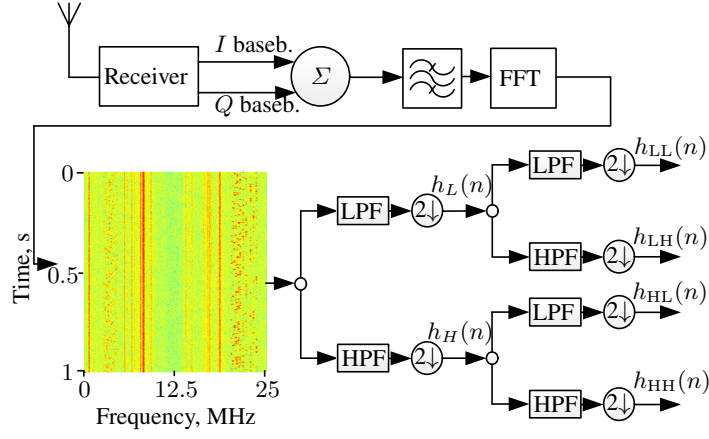 I baseb.
Receiver
Σ
FFT
Q baseb.
0
0.5
1
Time, s
0
12.5
25
Frequency, MHz
LPF
2↓
h_L(n)
HPF
2↓
h_H(n)
LPF
2↓
h_LL(n)
HPF
2↓
h_LH(n)
LPF
2↓
h_HL(n)
HPF
2↓
h_HH(n)